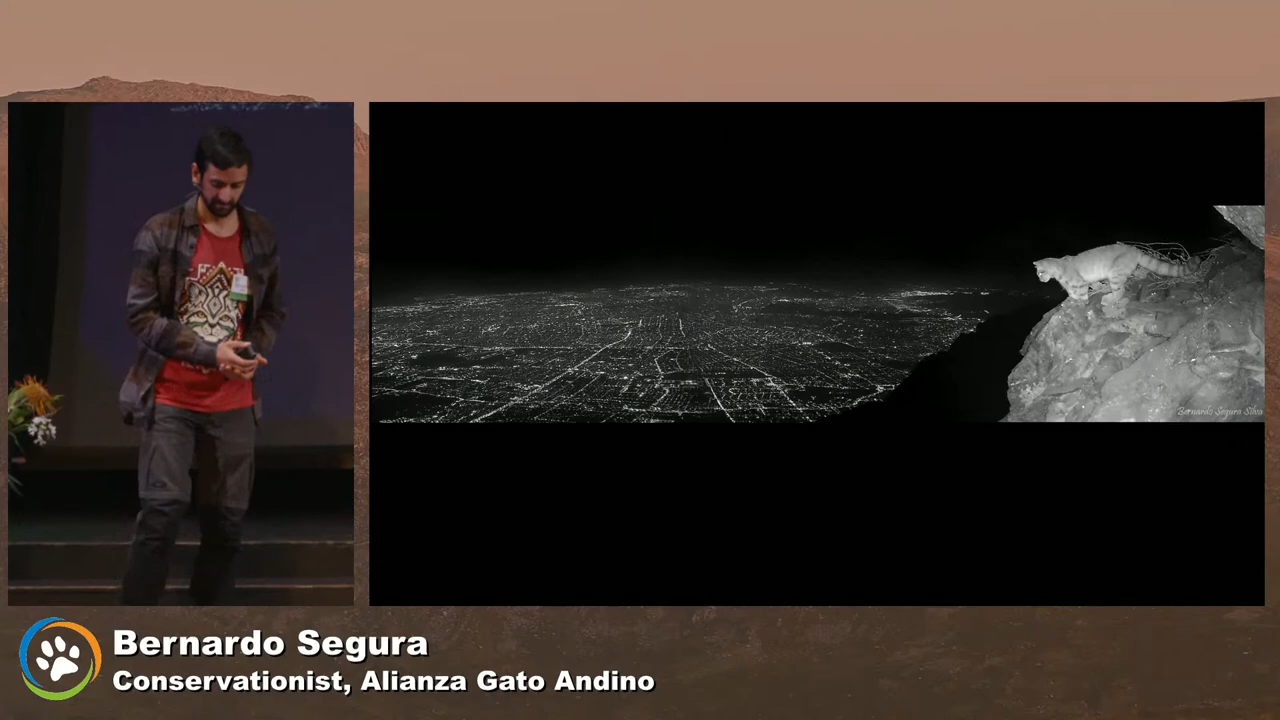 Bernardo Segura Silva
Bernardo Segura
Conservationist, Alianza Gato Andino